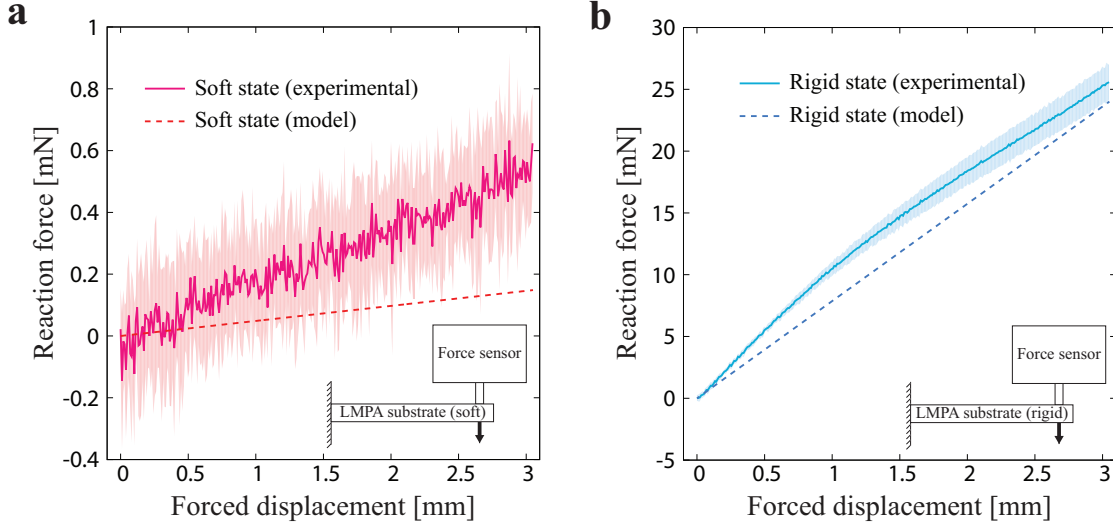 a
1
0.8
0.6
0.4
0.2
0
-0.2
-0.4
Reaction force [mN]
Soft state (experimental)
Soft state (model)
Force sensor
LMPA substrate (soft)
0 0.5 1 1.5 2 2.5 3
Forced displacement [mm]
b
30
25
20
15
10
5
0
-5
Reaction force [mN]
Rigid state (experimental)
Rigid state (model)
Force sensor
LMPA substrate (rigid)
0 0.5 1 1.5 2 2.5 3
Forced displacement [mm]